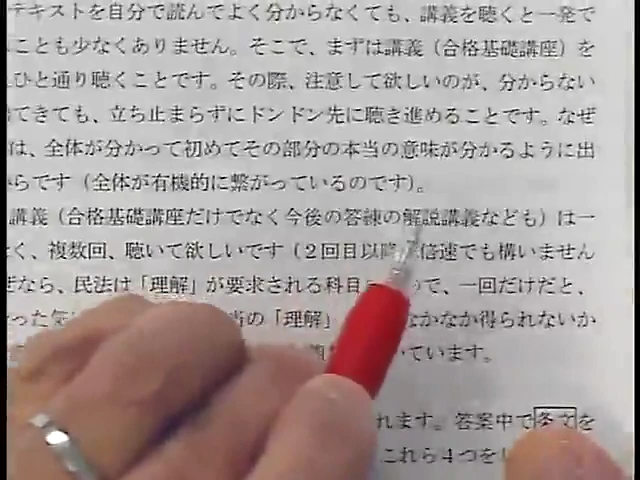 テキストを自分で読んでよく分からなくても、講義を聴くと一発で
ことも少なくありません。そこで、まずは講義（合格基礎講座）を
ひと通り聴くことです。その際、注意して欲しいのが、分からない
てきても、立ち止まらずにドンドン先に聴き進めることです。なぜ
は、全体が分かって初めてその部分の本当の意味が分かるように出
らです（全体が有機的に繋がっているのです）。
講義（合格基礎講座だけでなく今後の答練の解説講義なども）は一
く、複数回、聴いて欲しいです（２回目以降 倍速でも構いません
ぜなら、民法は「理解」が要求される科目 で、一回だけだと、
った気 当の「理解」 なかなか得られないか
ています。
れます。答案中で条文を
これら４つを